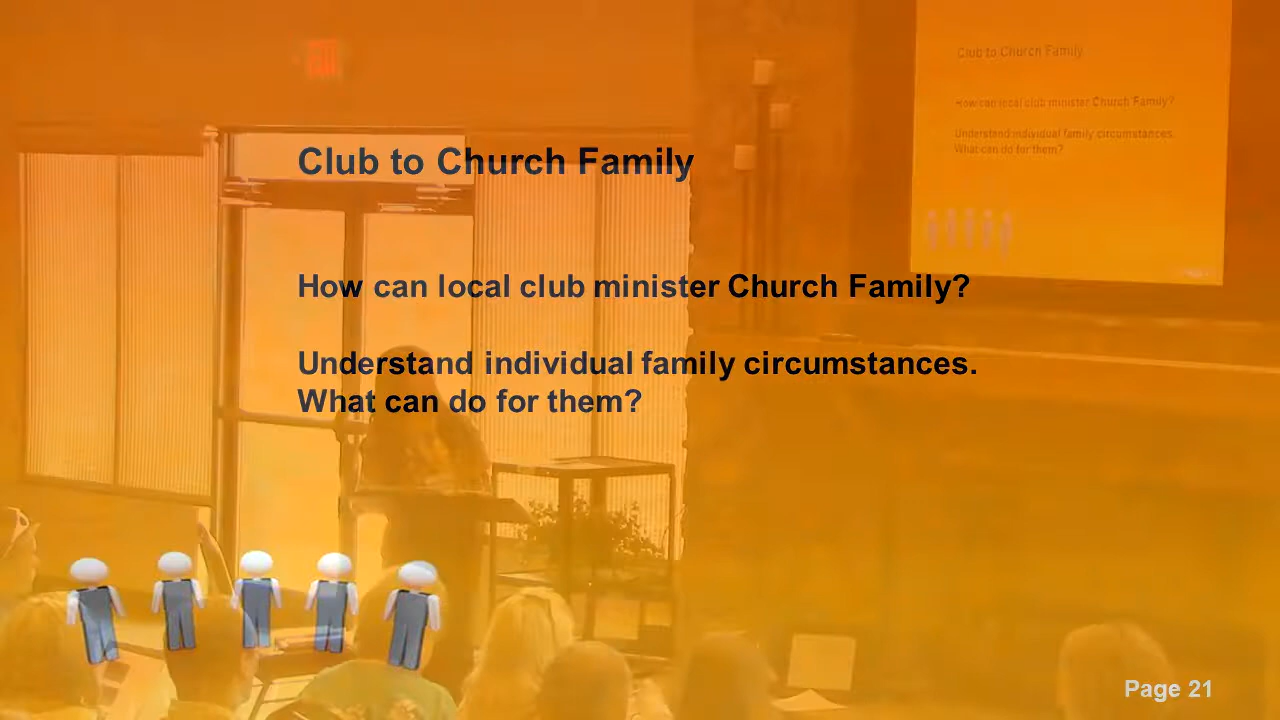 Club to Church Family
How can local club minister Church Family?
Understand individual family circumstances.
What can do for them?
Club to Church Family
How can local club minister Church Family?
Understand individual family circumstances.
What can do for them?
Page 21